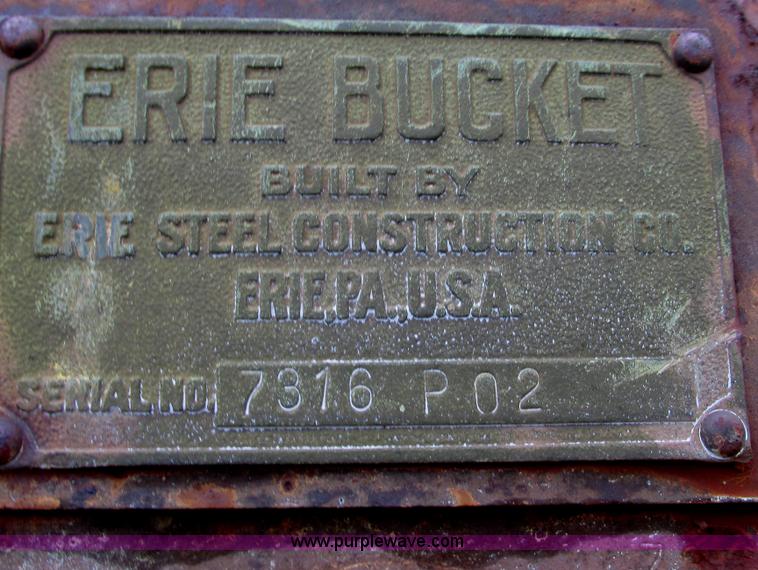 ERIE BUCKET
BUILT BY
ERIE STEEL CONSTRUCTION CO.
ERIE, PA., U.S.A.
SERIAL NO. 7316 P02
www.purplewave.com